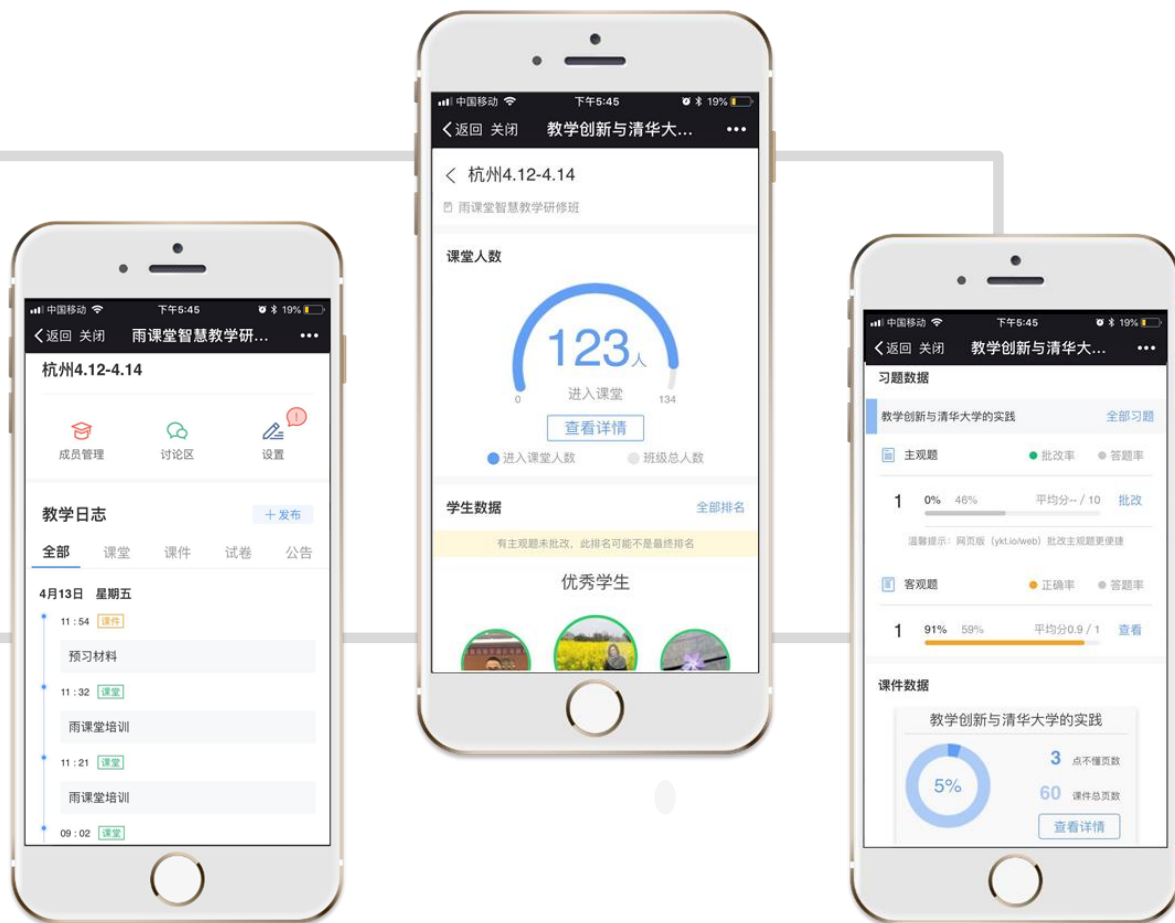 中国移动 下午5:45 19%
返回 关闭 雨课堂智慧教学研... •••
杭州4.12-4.14
成员管理 讨论区 设置
!
教学日志 +发布
全部 课堂 课件 试卷 公告
4月13日 星期五
11:54 课件
预习材料
11:32 课堂
雨课堂培训
11:21 课堂
雨课堂培训
09:02 课堂
中国移动 下午5:45 19%
返回 关闭 教学创新与清华大... •••
杭州4.12-4.14
雨课堂智慧教学研修班
课堂人数
123人
0 进入课堂 134
查看详情
进入课堂人数 班级总人数
学生数据 全部排名
有主观题未批改，此排名可能不是最终排名
优秀学生
中国移动 下午5:45 19%
返回 关闭 教学创新与清华大... •••
习题数据
教学创新与清华大学的实践 全部习题
主观题 批改率 答题率
1 0% 46% 平均分-- / 10 批改
温馨提示：网页版（ykt.io/web）批改主观题更便捷
客观题 正确率 答题率
1 91% 59% 平均分0.9 / 1 查看
课件数据
教学创新与清华大学的实践
5%
3 点不懂页数
60 课件总页数
查看详情